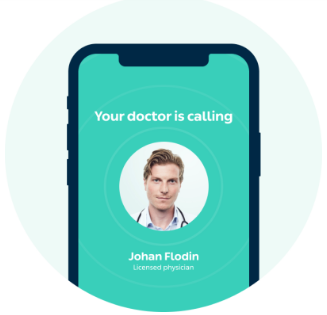 Your doctor is calling
Johan Flodin
Licensed physician